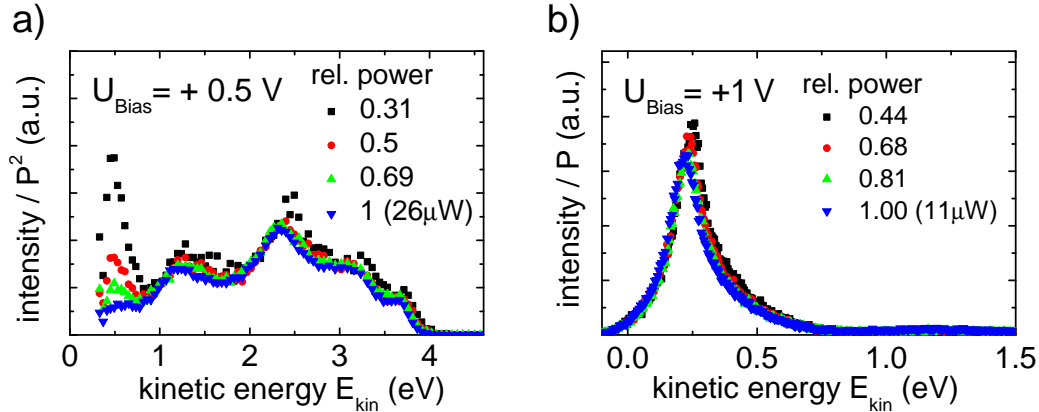 a)
intensity / P² (a.u.)
U_Bias = + 0.5 V
rel. power
0.31
0.5
0.69
1 (26µW)
0 1 2 3 4
kinetic energy E_kin (eV)
b)
intensity / P (a.u.)
U_Bias = +1 V
rel. power
0.44
0.68
0.81
1.00 (11µW)
0.0 0.5 1.0 1.5
kinetic energy E_kin (eV)